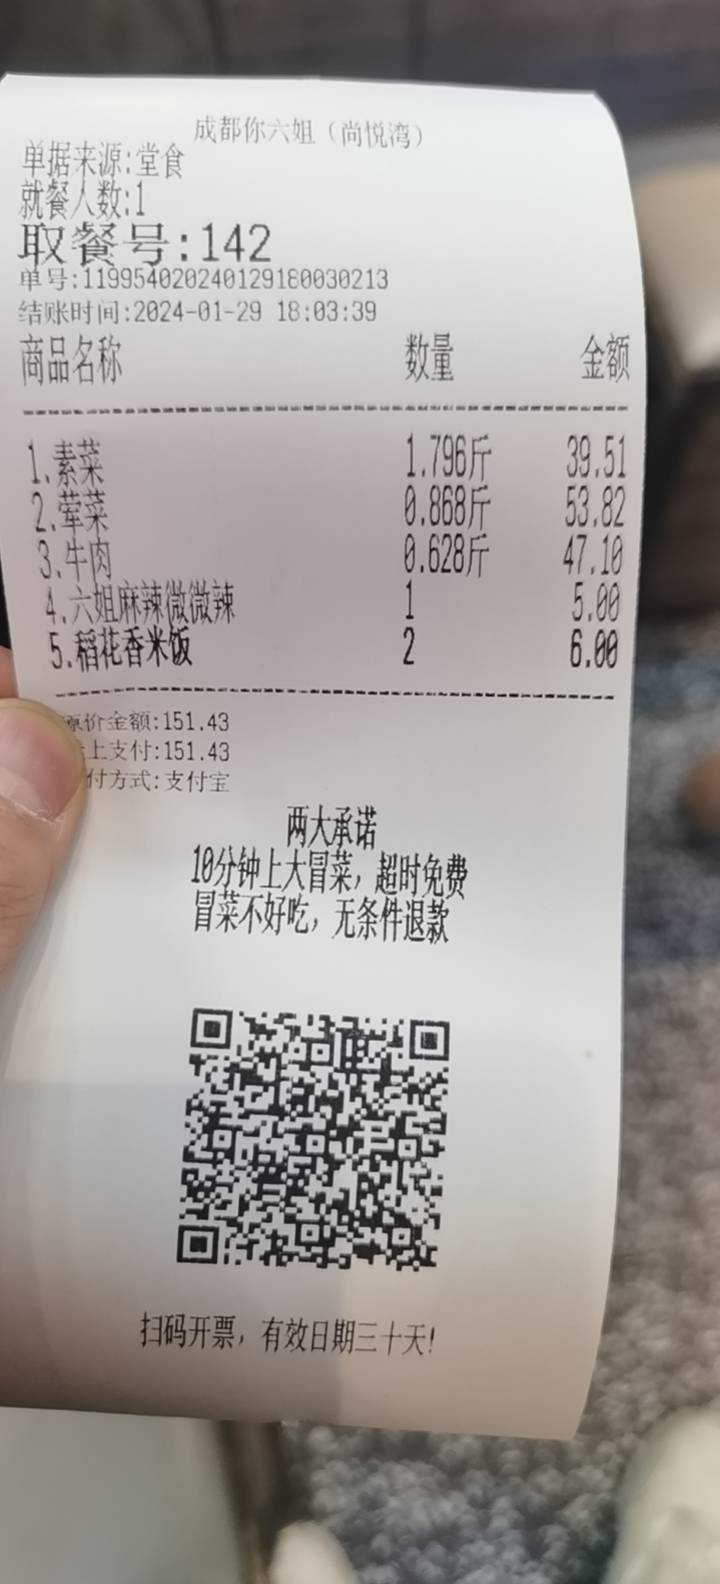 成都你六姐（尚悦湾）
单据来源:堂食
就餐人数:1
取餐号:142
单号:119954020240129180030213
结账时间:2024-01-29 18:03:39
商品名称 数量 金额
1.素菜 1.796斤 39.51
2.荤菜 0.868斤 53.82
3.牛肉 0.628斤 47.10
4.六姐麻辣微微辣 1 5.00
5.稻花香米饭 2 6.00
原价金额:151.43
上支付:151.43
付方式:支付宝
两大承诺
10分钟上大冒菜，超时免费
冒菜不好吃，无条件退款
扫码开票，有效日期三十天!